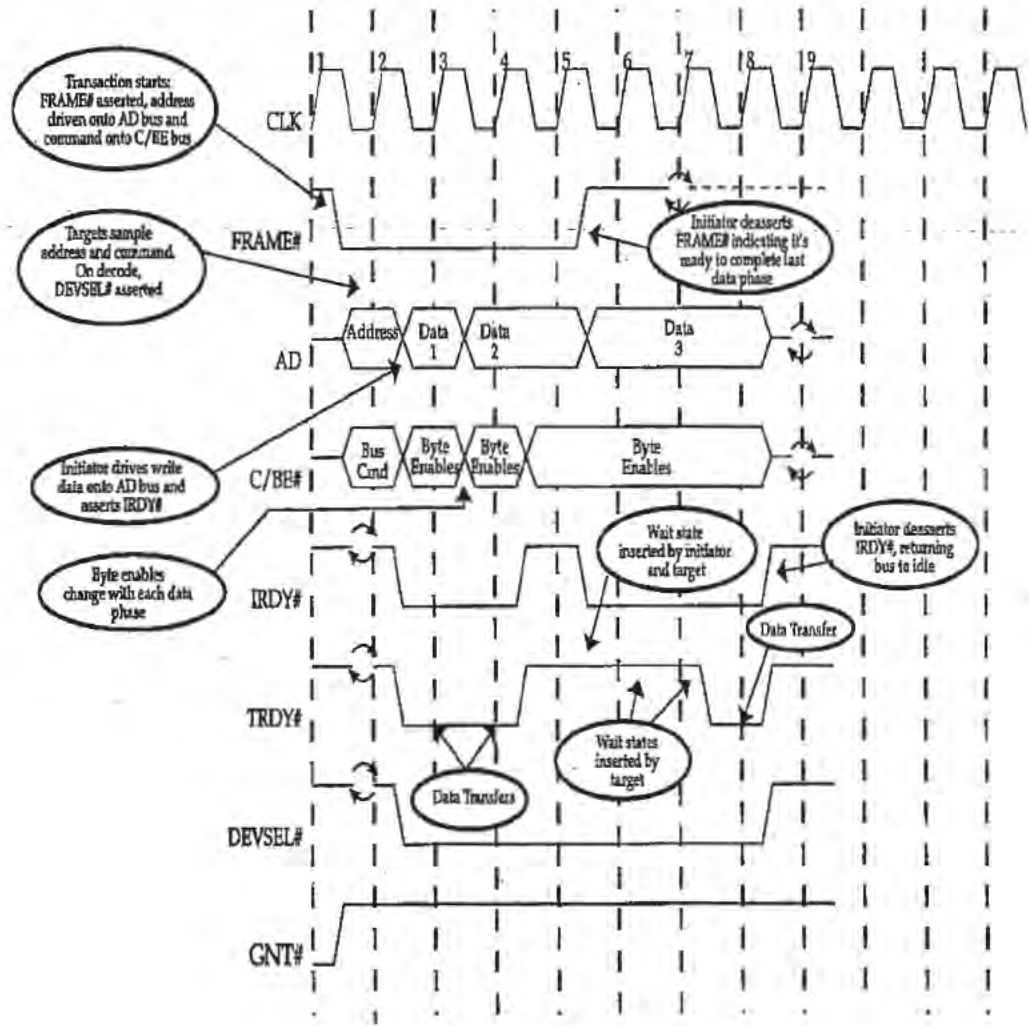 1 2 3 4 5 6 7 8 9
CLK
Transaction starts:
FRAME# asserted, address
driven onto AD bus and
command onto C/BE bus
FRAME#
Initiator deasserts
FRAME# indicating it's
ready to complete last
data phase
Targets sample
address and command.
On decode,
DEVSEL# asserted
AD
Address
Data
1
Data
2
Data
3
Initiator drives write
data onto AD bus and
asserts IRDY#
C/BE#
Bus
Cmd
Byte
Enables
Byte
Enables
Byte
Enables
Byte enables
change with each data
phase
IRDY#
Wait state
inserted by initiator
and target
Initiator deasserts
IRDY#, returning
bus to idle
Data Transfer
TRDY#
Wait states
inserted by
target
Data Transfers
DEVSEL#
GNT#